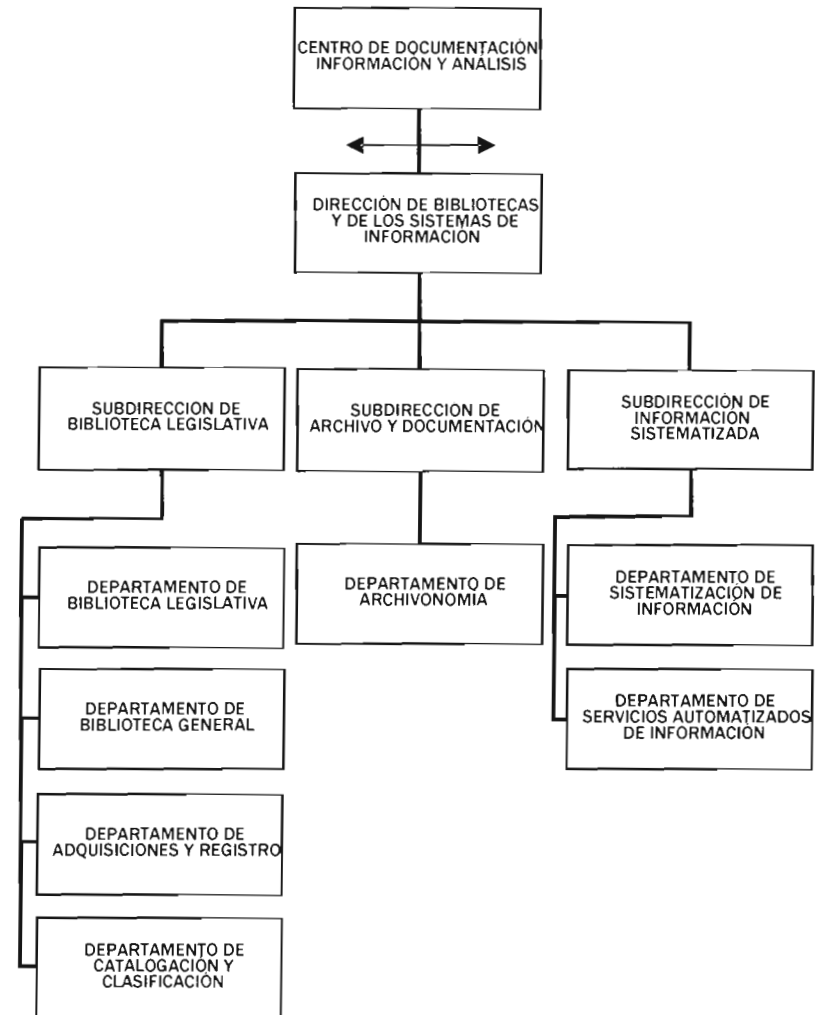 CENTRO DE DOCUMENTACIÓN
INFORMACIÓN Y ANÁLISIS
DIRECCIÓN DE BIBLIOTECAS
Y DE LOS SISTEMAS DE
INFORMACIÓN
SUBDIRECCION DE
BIBLIOTECA LEGISLATIVA
SUBDIRECCION DE
ARCHIVO Y DOCUMENTACIÓN
SUBDIRECCIÓN DE
INFORMACIÓN
SISTEMATIZADA
DEPARTAMENTO DE
BIBLIOTECA LEGISLATIVA
DEPARTAMENTO DE
ARCHIVONOMIA
DEPARTAMENTO DE
SISTEMATIZACIÓN DE
INFORMACIÓN
DEPARTAMENTO DE
BIBLIOTECA GENERAL
DEPARTAMENTO DE
SERVICIOS AUTOMATIZADOS
DE INFORMACIÓN
DEPARTAMENTO DE
ADQUISICIONES Y REGISTRO
DEPARTAMENTO DE
CATALOGACIÓN Y
CLASIFICACIÓN